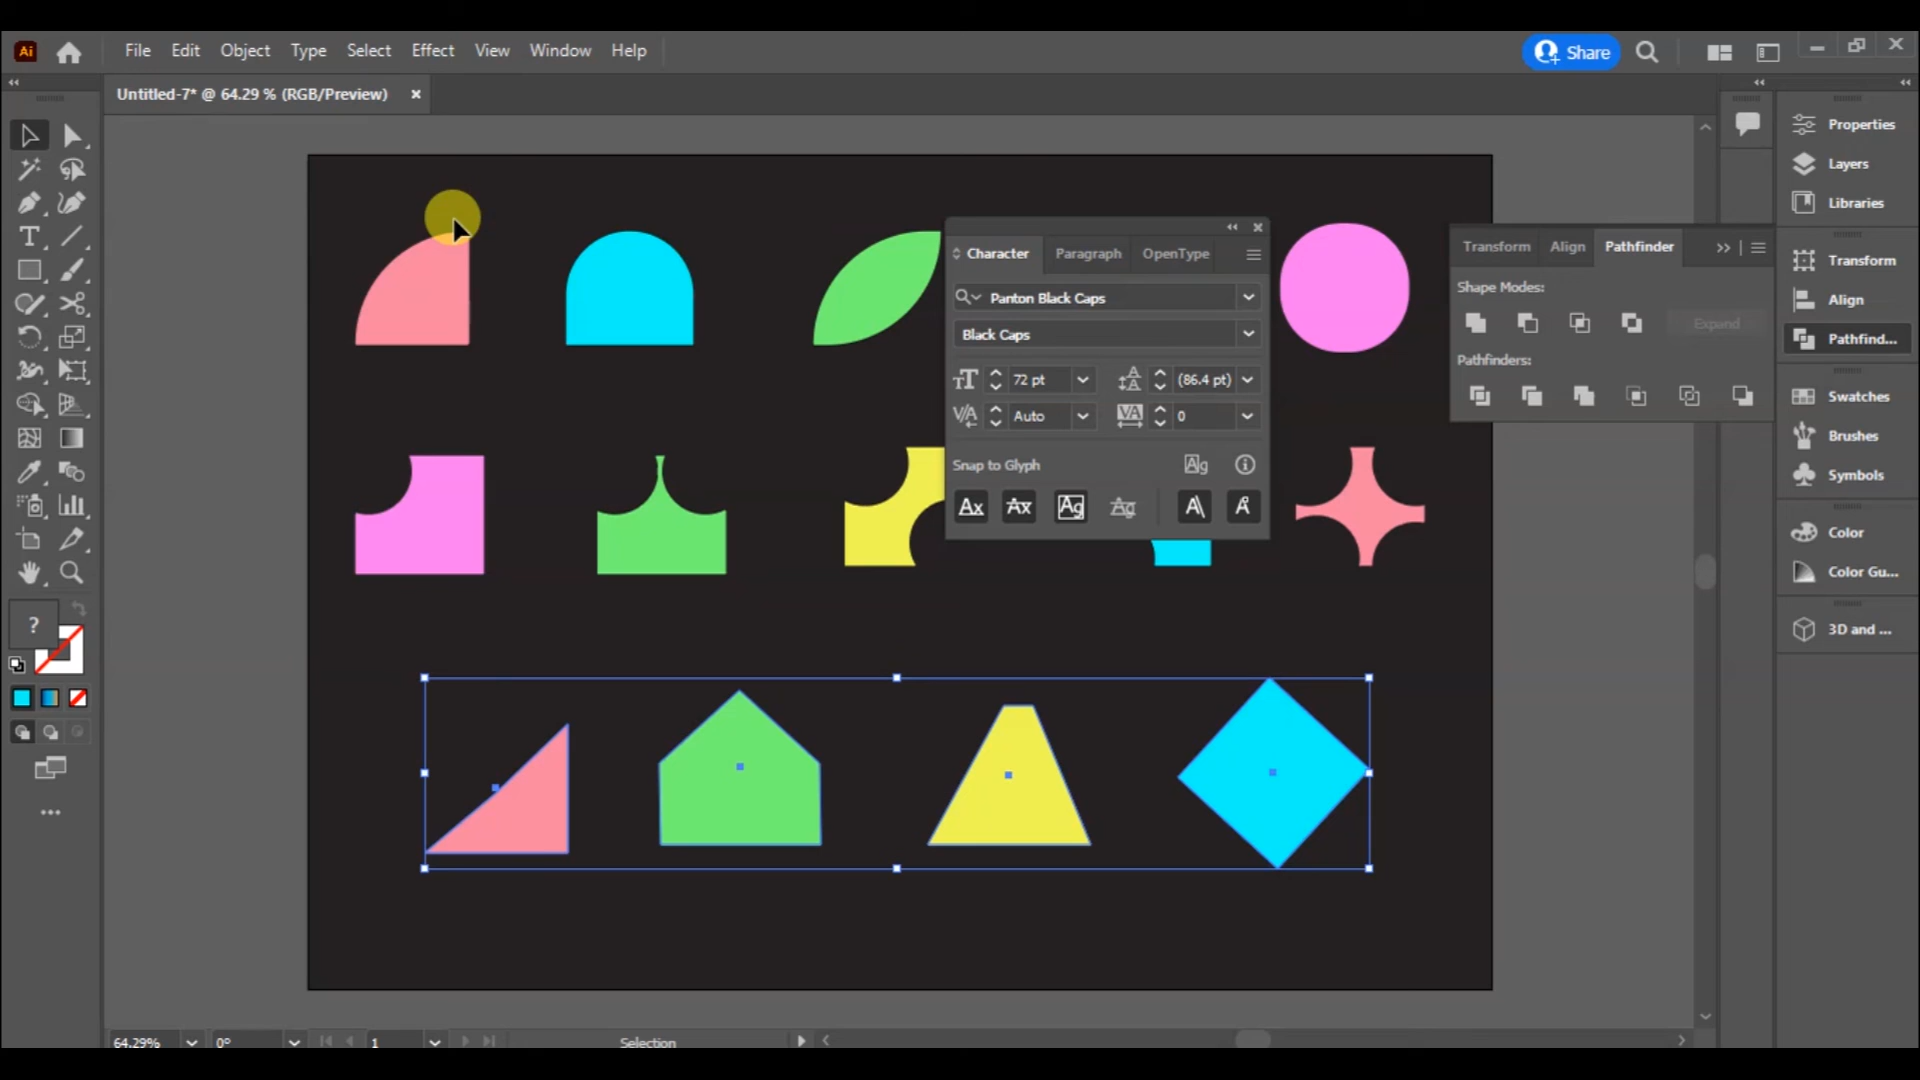 Ai File Edit Object Type Select Effect View Window Help Share
Untitled-7* @ 64.29 % (RGB/Preview)
Properties
Layers
Libraries
Transform
Align
Pathfind...
Swatches
Brushes
Symbols
Color
Color Gu...
3D and ...
Character Paragraph OpenType
Panton Black Caps
Black Caps
72 pt (86.4 pt)
Auto 0
Snap to Glyph
Transform Align Pathfinder
Shape Modes:
Expand
Pathfinders:
?
64.29% 0° 1 Selection